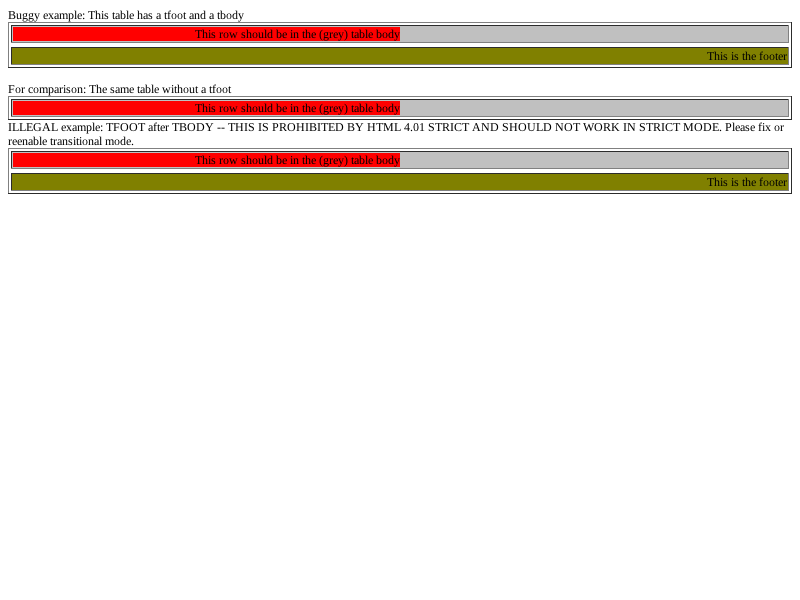 Buggy example: This table has a tfoot and a tbody
This row should be in the (grey) table body
This is the footer
For comparison: The same table without a tfoot
This row should be in the (grey) table body
ILLEGAL example: TFOOT after TBODY -- THIS IS PROHIBITED BY HTML 4.01 STRICT AND SHOULD NOT WORK IN STRICT MODE. Please fix or
reenable transitional mode.
This row should be in the (grey) table body
This is the footer